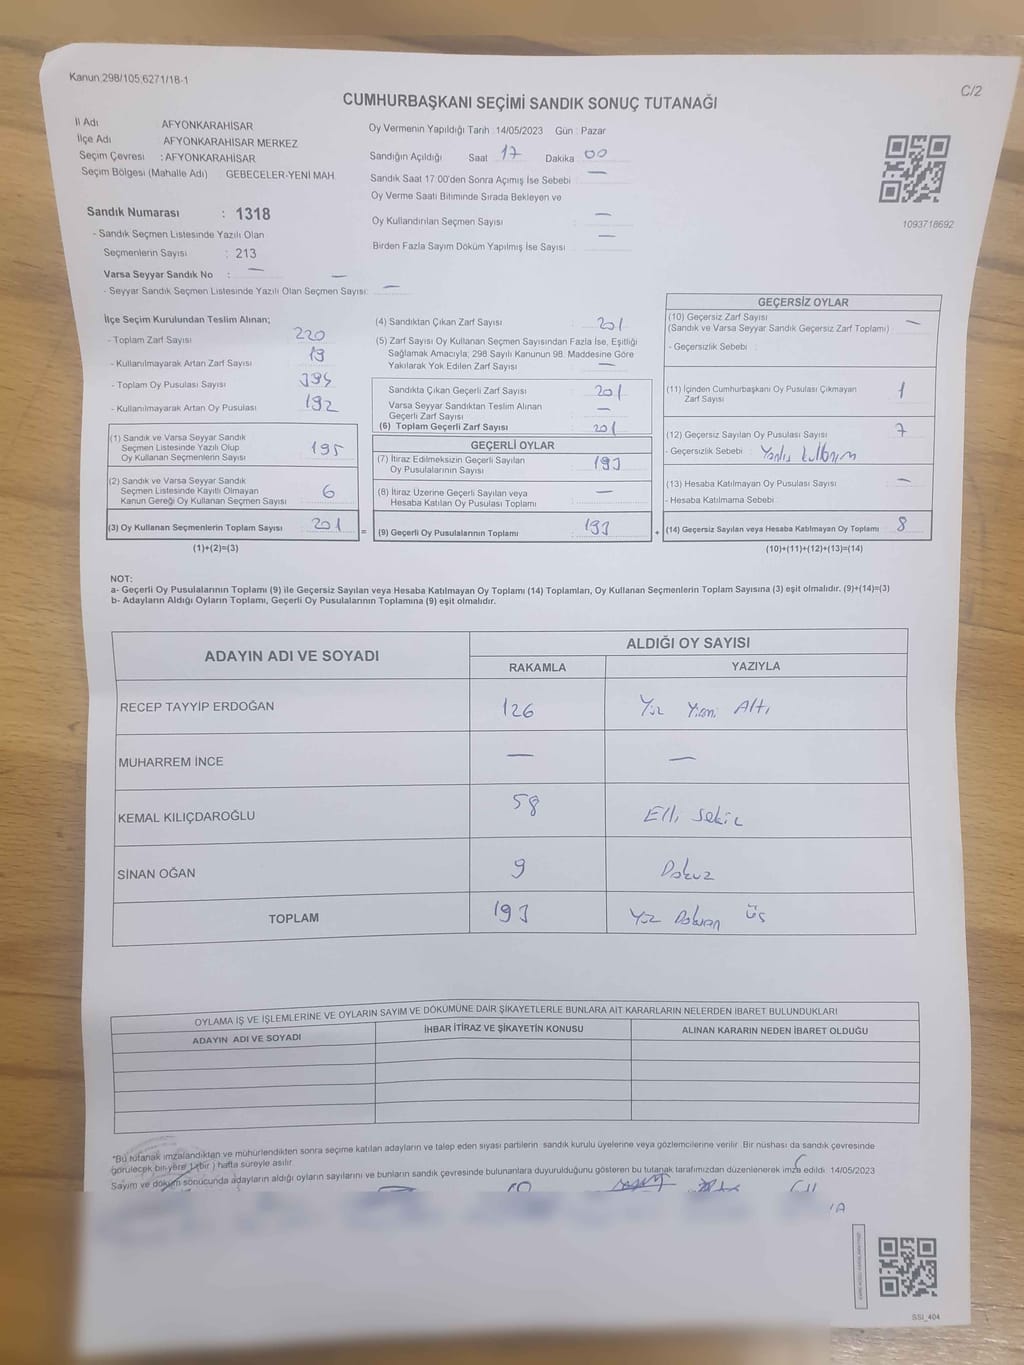 Kanun;298/105;6271/18-1
C/2
CUMHURBAŞKANI SEÇİMİ SANDIK SONUÇ TUTANAĞI
İl Adı AFYONKARAHİSAR
İlçe Adı AFYONKARAHİSAR MERKEZ
Seçim Çevresi : AFYONKARAHİSAR
Seçim Bölgesi (Mahalle Adı) : GEBECELER-YENİ MAH.
Sandık Numarası : 1318
- Sandık Seçmen Listesinde Yazılı Olan
Seçmenlerin Sayısı : 213
Varsa Seyyar Sandık No : —
- Seyyar Sandık Seçmen Listesinde Yazılı Olan Seçmen Sayısı: —
Oy Vermenin Yapıldığı Tarih : 14/05/2023 Gün : Pazar
Sandığın Açıldığı Saat 17 Dakika 00
Sandık Saat 17:00'den Sonra Açımış İse Sebebi : —
Oy Verme Saati Bitiminde Sırada Bekleyen ve
Oy Kullandırılan Seçmen Sayısı : —
Birden Fazla Sayım Döküm Yapılmış İse Sayısı : —
1093718692
İlçe Seçim Kurulundan Teslim Alınan;
- Toplam Zarf Sayısı 220
- Kullanılmayarak Artan Zarf Sayısı 19
- Toplam Oy Pusulası Sayısı
- Kullanılmayarak Artan Oy Pusulası 192
(1) Sandık ve Varsa Seyyar Sandık
Seçmen Listesinde Yazılı Olup
Oy Kullanan Seçmenlerin Sayısı 195
(2) Sandık ve Varsa Seyyar Sandık
Seçmen Listesinde Kayıtlı Olmayan
Kanun Gereği Oy Kullanan Seçmen Sayısı : 6
(3) Oy Kullanan Seçmenlerin Toplam Sayısı : 201
(1)+(2)=(3)
(4) Sandıktan Çıkan Zarf Sayısı : 201
(5) Zarf Sayısı Oy Kullanan Seçmen Sayısından Fazla İse, Eşitliği
Sağlamak Amacıyla; 298 Sayılı Kanunun 98. Maddesine Göre
Yakılarak Yok Edilen Zarf Sayısı : —
Sandıkta Çıkan Geçerli Zarf Sayısı : 201
Varsa Seyyar Sandıktan Teslim Alınan
Geçerli Zarf Sayısı : —
(6) Toplam Geçerli Zarf Sayısı : 201
GEÇERLİ OYLAR
(7) İtiraz Edilmeksizin Geçerli Sayılan
Oy Pusulalarının Sayısı : 193
(8) İtiraz Üzerine Geçerli Sayılan veya
Hesaba Katılan Oy Pusulası Toplamı : —
= (9) Geçerli Oy Pusulalarının Toplamı : 193
GEÇERSİZ OYLAR
(10) Geçersiz Zarf Sayısı
(Sandık ve Varsa Seyyar Sandık Geçersiz Zarf Toplamı) : —
- Geçersizlik Sebebi :
(11) İçinden Cumhurbaşkanı Oy Pusulası Çıkmayan
Zarf Sayısı : 1
(12) Geçersiz Sayılan Oy Pusulası Sayısı : 7
- Geçersizlik Sebebi : Yanlış kullanım
(13) Hesaba Katılmayan Oy Pusulası Sayısı : —
- Hesaba Katılmama Sebebi :
+ (14) Geçersiz Sayılan veya Hesaba Katılmayan Oy Toplamı : 8
(10)+(11)+(12)+(13)=(14)
NOT:
a- Geçerli Oy Pusulalarının Toplamı (9) ile Geçersiz Sayılan veya Hesaba Katılmayan Oy Toplamı (14) Toplamları, Oy Kullanan Seçmenlerin Toplam Sayısına (3) eşit olmalıdır. (9)+(14)=(3)
b- Adayların Aldığı Oyların Toplamı, Geçerli Oy Pusulalarının Toplamına (9) eşit olmalıdır.
ADAYIN ADI VE SOYADI ALDIĞI OY SAYISI
RAKAMLA YAZIYLA
RECEP TAYYİP ERDOĞAN 126 Yüz Yirmi Altı
MUHARREM İNCE — —
KEMAL KILIÇDAROĞLU 58 Elli Sekiz
SİNAN OĞAN 9 Dokuz
TOPLAM 193 Yüz Doksan üç
OYLAMA İŞ VE İŞLEMLERİNE VE OYLARIN SAYIM VE DÖKÜMÜNE DAİR ŞİKAYETLERLE BUNLARA AİT KARARLARIN NELERDEN İBARET BULUNDUKLARI
ADAYIN ADI VE SOYADI İHBAR İTİRAZ VE ŞİKAYETİN KONUSU ALINAN KARARIN NEDEN İBARET OLDUĞU
*Bu tutanak imzalandıktan ve mühürlendikten sonra seçime katılan adayların ve talep eden siyasi partilerin sandık kurulu üyelerine veya gözlemcilerine verilir. Bir nüshası da sandık çevresinde
görülecek bir yere 1 (bir) hafta süreyle asılır.
Sayım ve döküm sonucunda adayların aldığı oyların sayılarını ve bunların sandık çevresinde bulunanlara duyurulduğunu gösteren bu tutanak tarafımızdan düzenlenerek imza edildi. 14/05/2023
SSİ_404